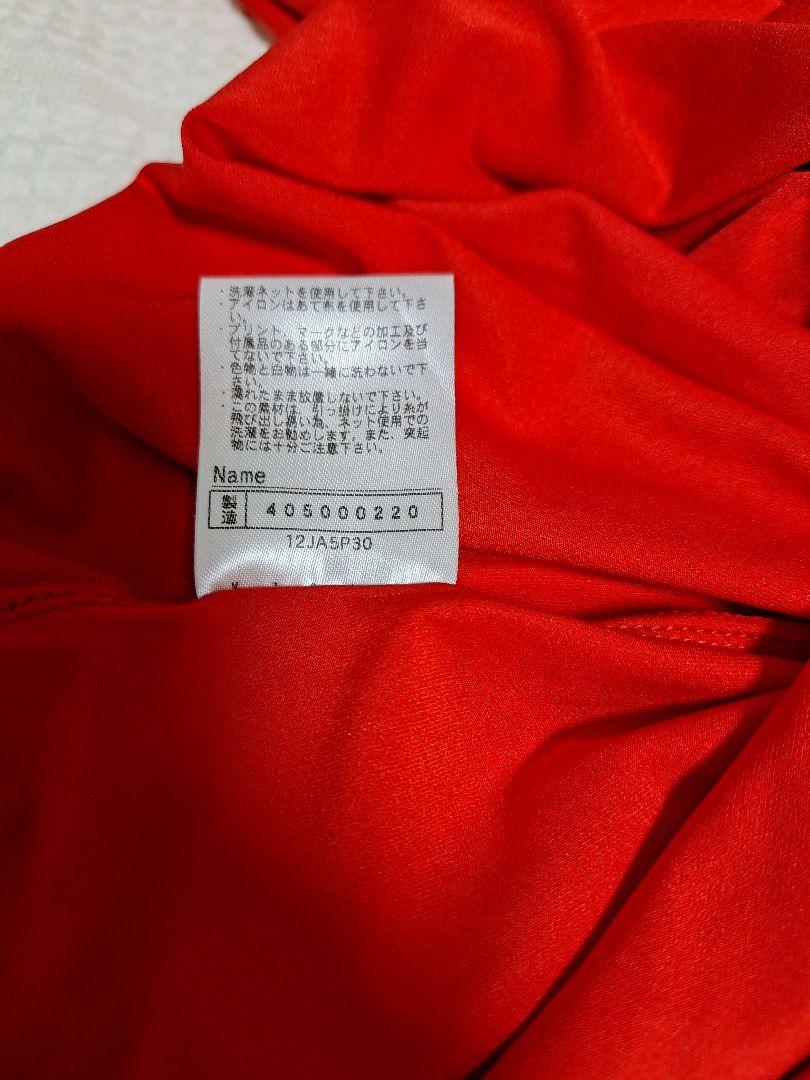 ・洗濯ネットを使用して下さい。
・アイロンはあて布を使用して下さ
い。
・プリント、マークなどの加工及び
付属品のある部分にアイロンを当
てないで下さい。
・色物と白物は一緒に洗わないで下
さい。
・濡れたまま放置しないで下さい。
・この素材は、引っ掛けにより糸が
飛び出し易い為、ネット使用での
洗濯をお勧めします。また、突起
物には十分ご注意下さい。
Name
製造 405000220
12JA5P30